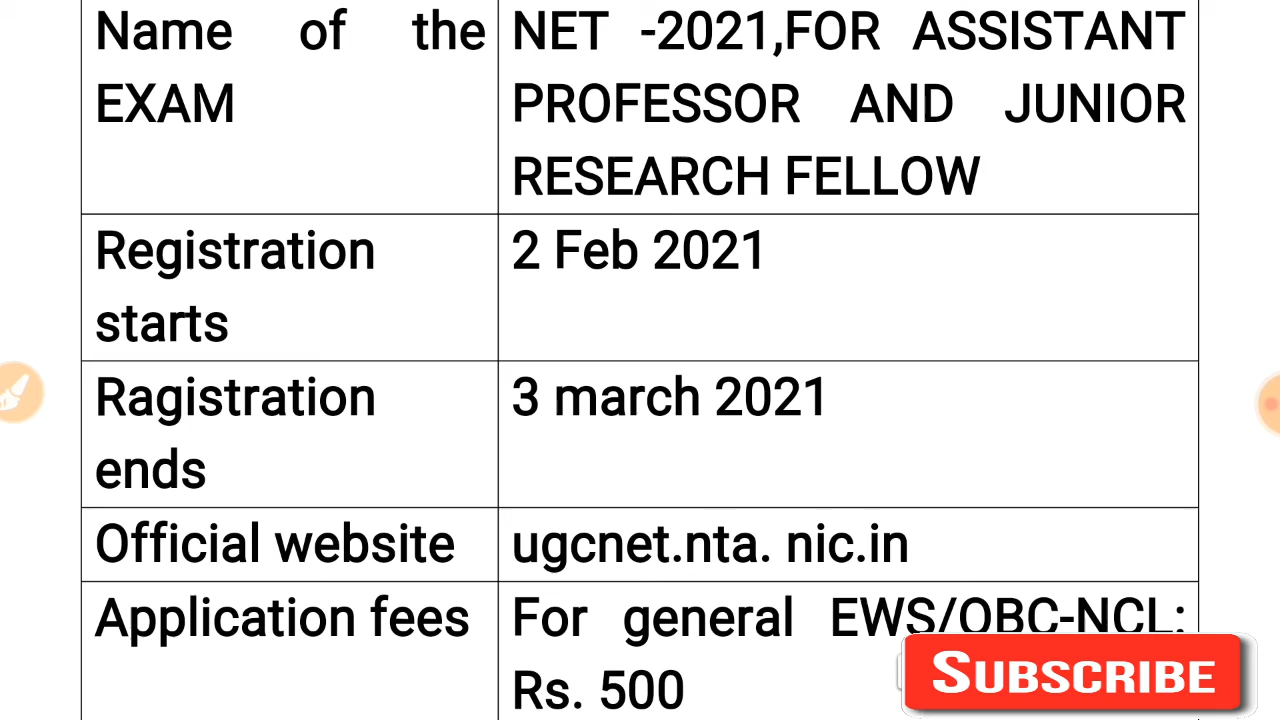 Name of the
EXAM
NET -2021,FOR ASSISTANT
PROFESSOR AND JUNIOR
RESEARCH FELLOW
Registration
starts
2 Feb 2021
Ragistration
ends
3 march 2021
Official website
ugcnet.nta. nic.in
Application fees
For general EWS/OBC-NCL:
Rs. 500
SUBSCRIBE